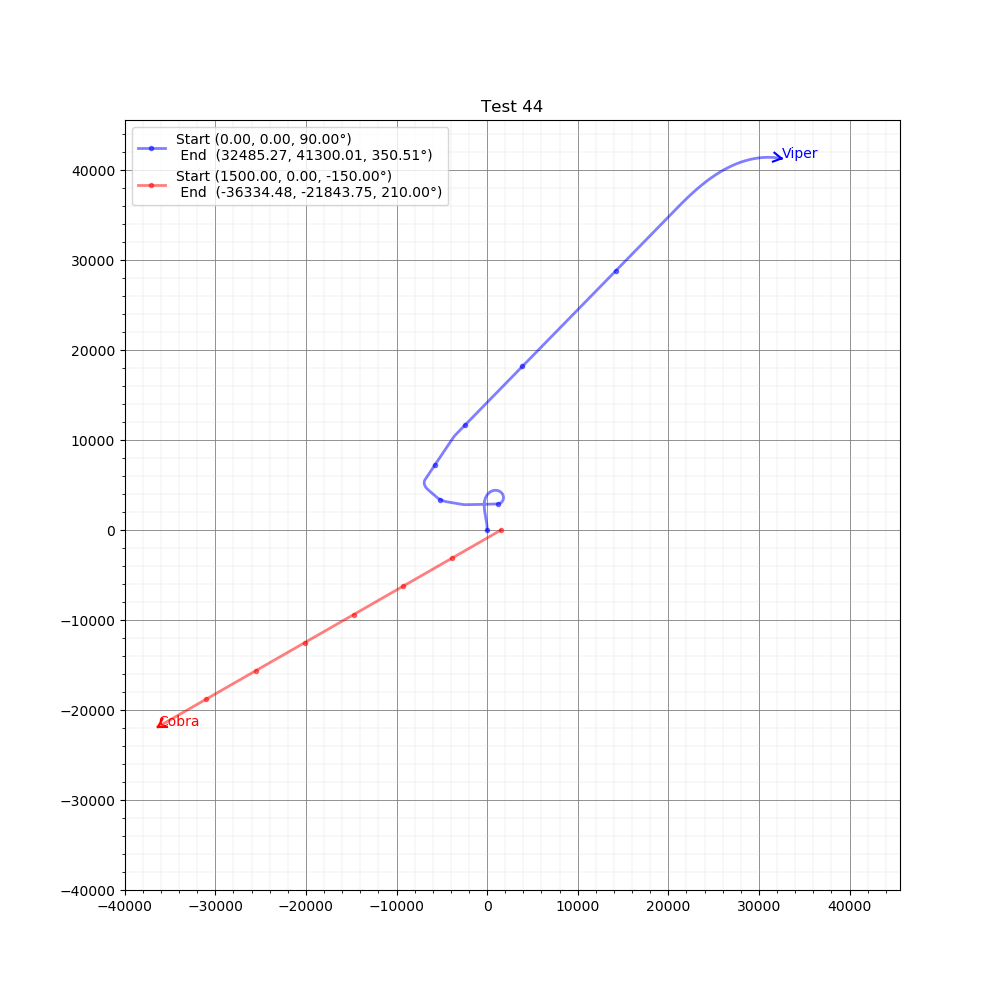 Test 44
Start (0.00, 0.00, 90.00°)
End  (32485.27, 41300.01, 350.51°)
Start (1500.00, 0.00, -150.00°)
End  (-36334.48, -21843.75, 210.00°)
Viper
Cobra
40000
30000
20000
10000
0
−10000
−20000
−30000
−40000
−40000 −30000 −20000 −10000 0 10000 20000 30000 40000